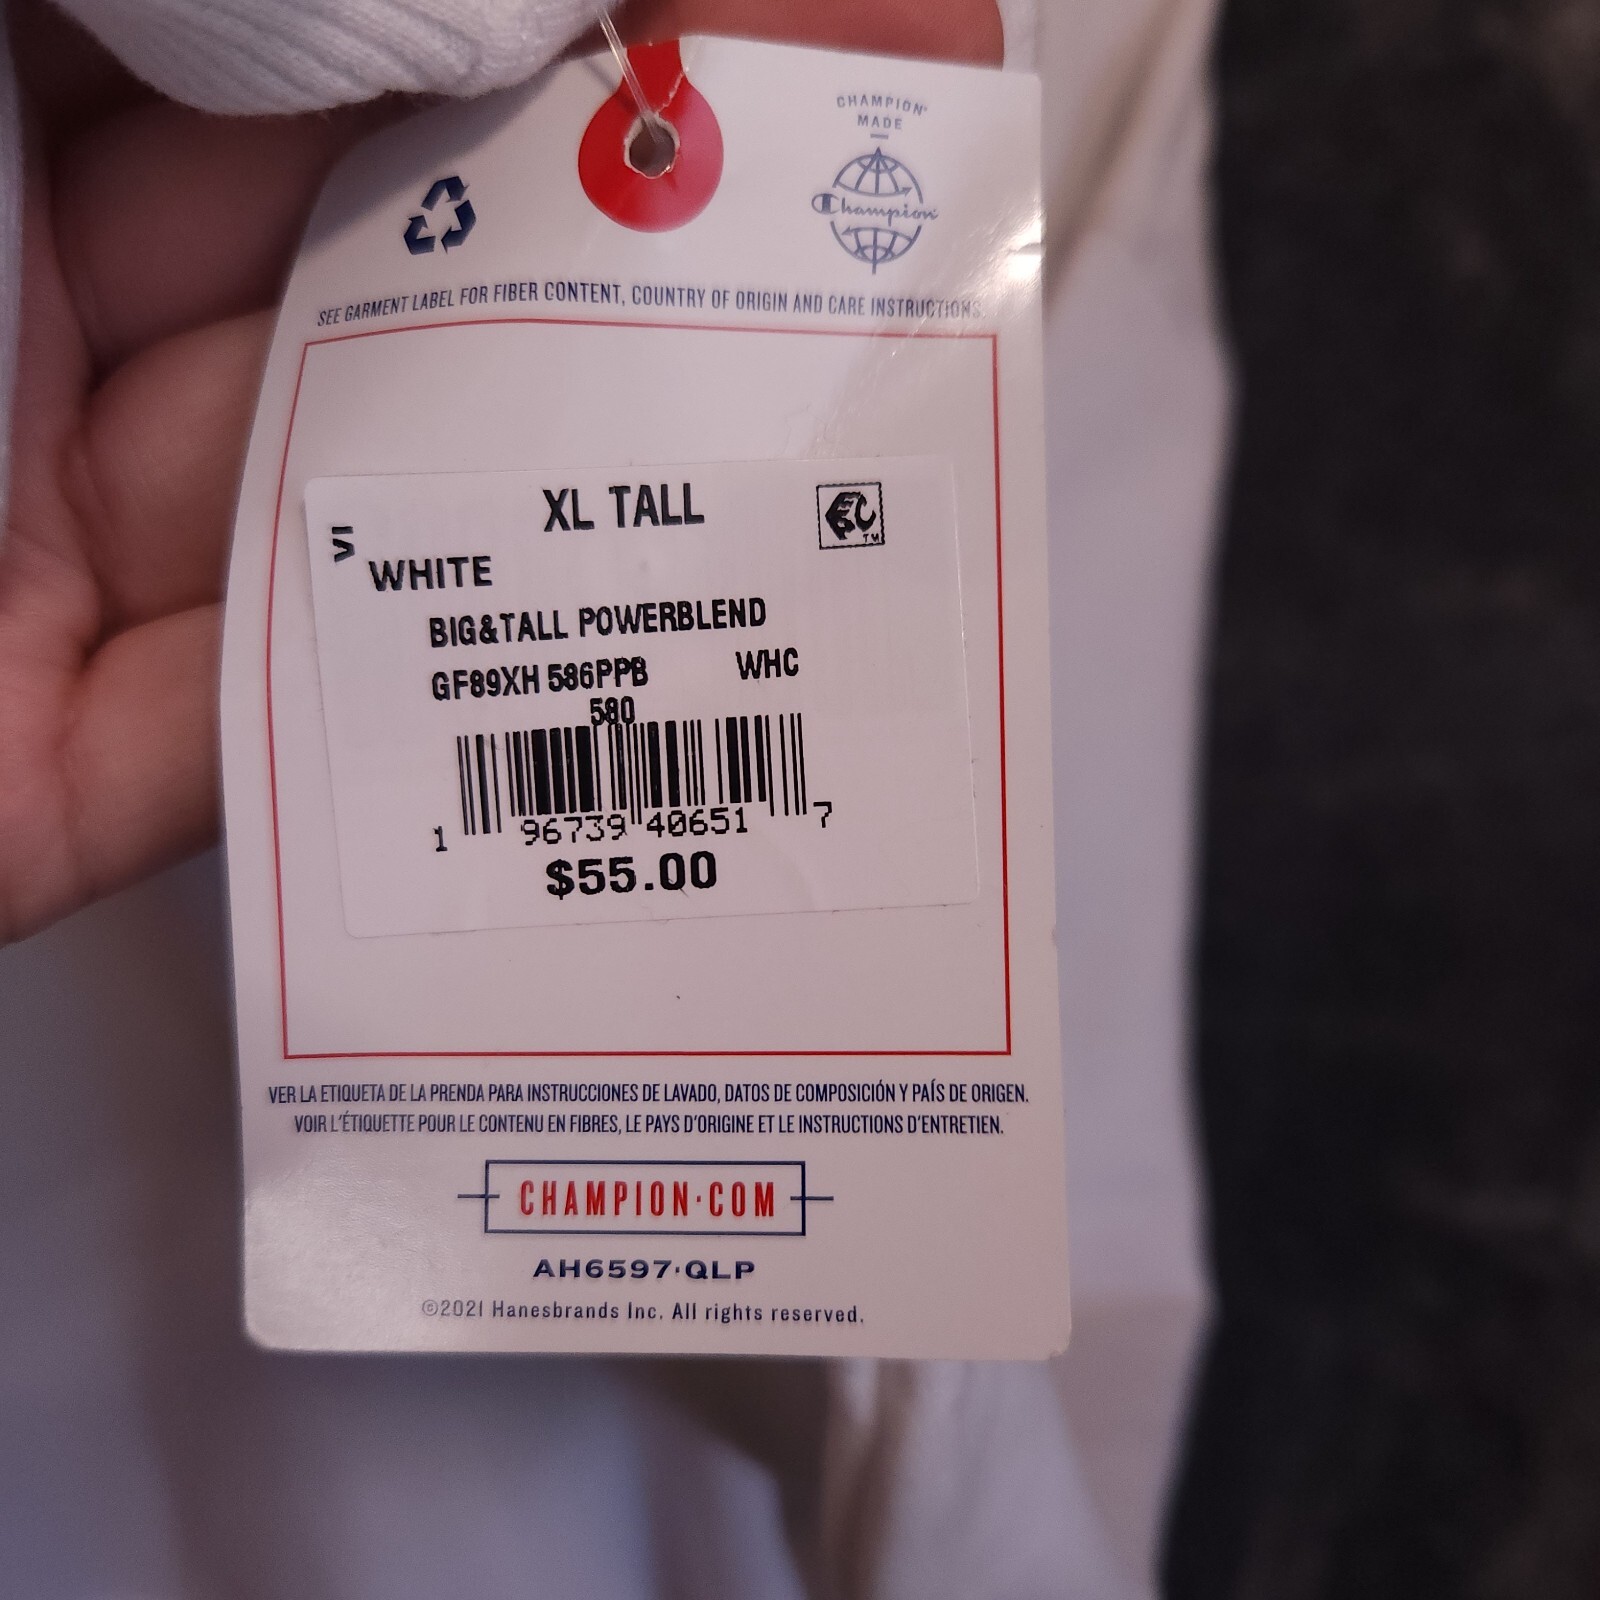 CHAMPION
MADE
Champion
SEE GARMENT LABEL FOR FIBER CONTENT, COUNTRY OF ORIGIN AND CARE INSTRUCTIONS.
XL TALL
VI
WHITE
BIG&TALL POWERBLEND
GF89XH 586PPB WHC
580
1 96739 40651 7
$55.00
VER LA ETIQUETA DE LA PRENDA PARA INSTRUCCIONES DE LAVADO, DATOS DE COMPOSICIÓN Y PAÍS DE ORIGEN.
VOIR L'ÉTIQUETTE POUR LE CONTENU EN FIBRES, LE PAYS D'ORIGINE ET LE INSTRUCTIONS D'ENTRETIEN.
CHAMPION·COM
AH6597·QLP
©2021 Hanesbrands Inc. All rights reserved.